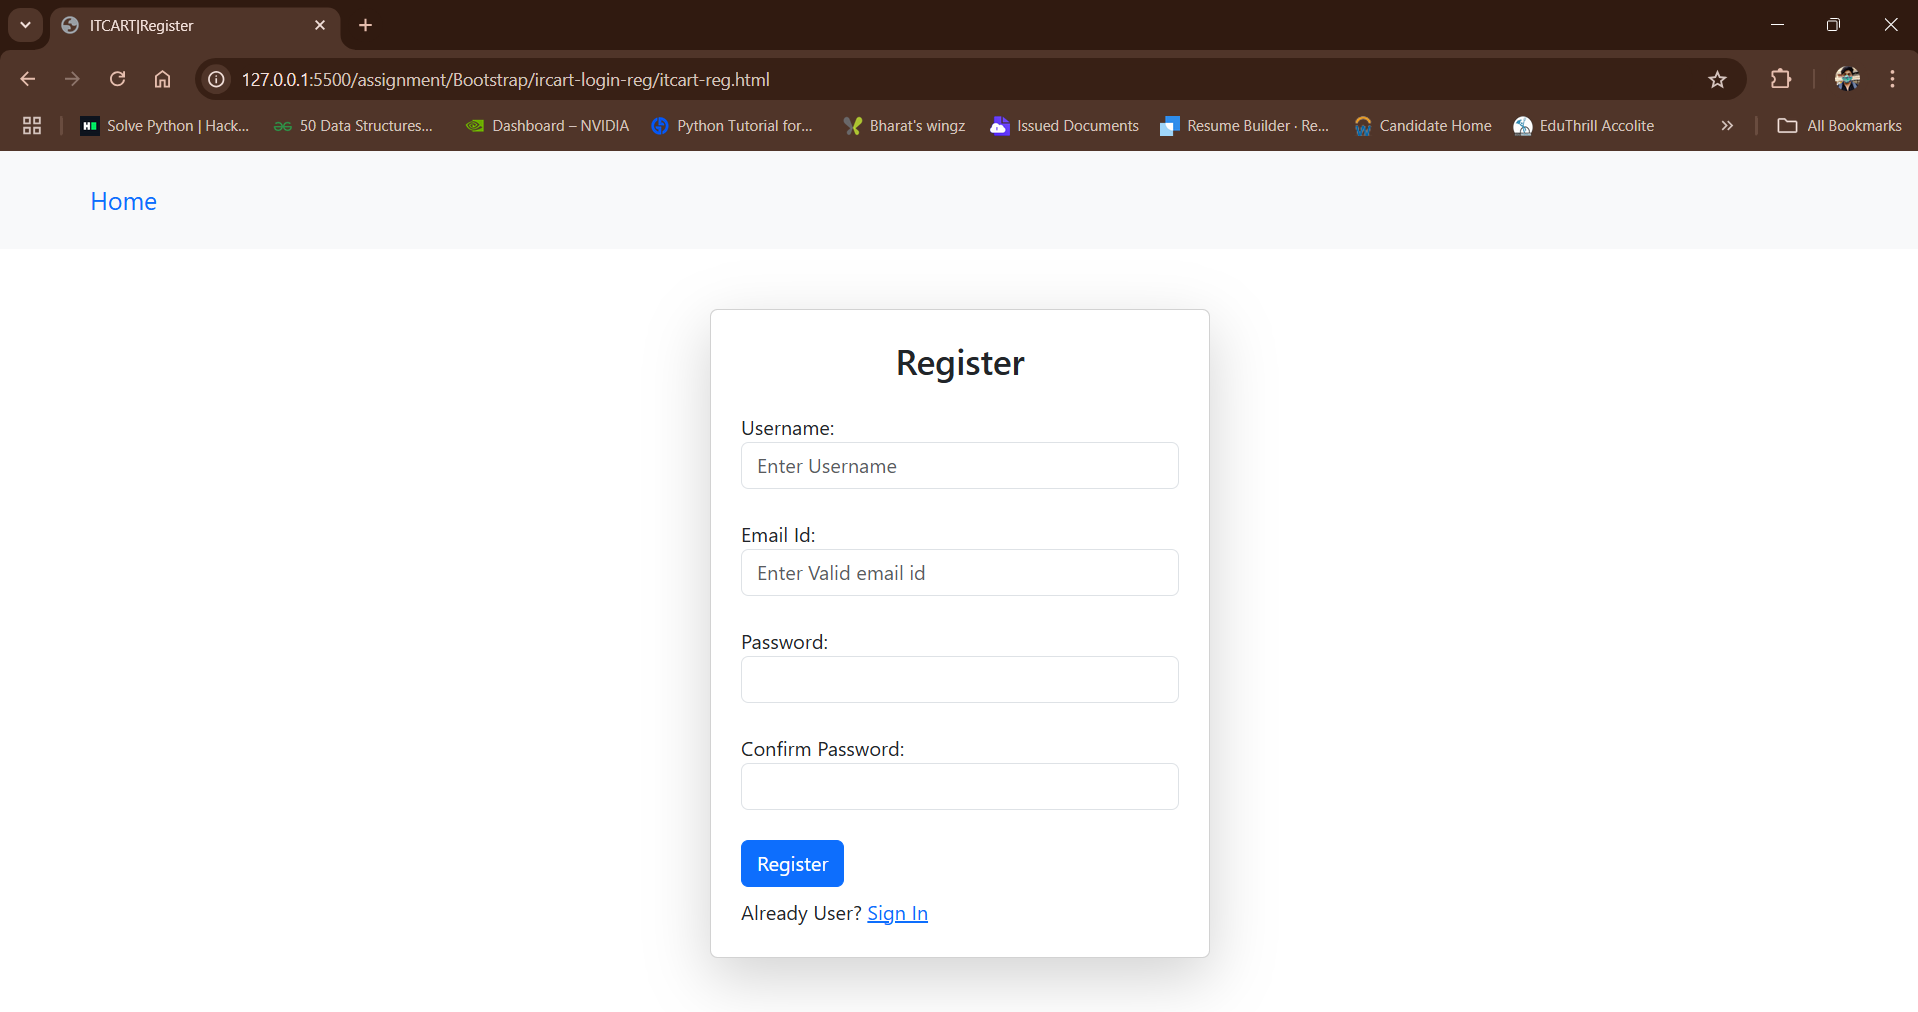 ITCART|Register
127.0.0.1:5500/assignment/Bootstrap/ircart-login-reg/itcart-reg.html
Solve Python | Hack... 50 Data Structures... Dashboard – NVIDIA Python Tutorial for... Bharat's wingz Issued Documents Resume Builder · Re... Candidate Home EduThrill Accolite All Bookmarks
Home
Register
Username:
Enter Username
Email Id:
Enter Valid email id
Password:
Confirm Password:
Register
Already User? Sign In